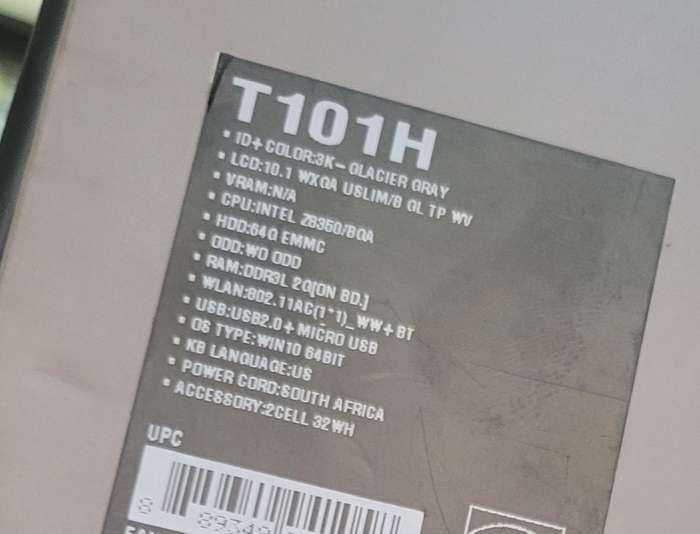 T101H
• ID+ COLOR:3K- GLACIER GRAY
• LCD:10.1 WXGA USLIM/B GL TP WV
• VRAM:N/A
• CPU:INTEL Z8350/BGA
• HDD:64G EMMC
• ODD:WO ODD
• RAM:DDR3L 2G[ON BD.]
• WLAN:802.11AC(1*1)_WW+BT
• USB:USB2.0+MICRO USB
• OS TYPE:WIN10 64BIT
• KB LANGUAGE:US
• POWER CORD:SOUTH AFRICA
• ACCESSORY:2CELL 32WH
UPC
8 89349